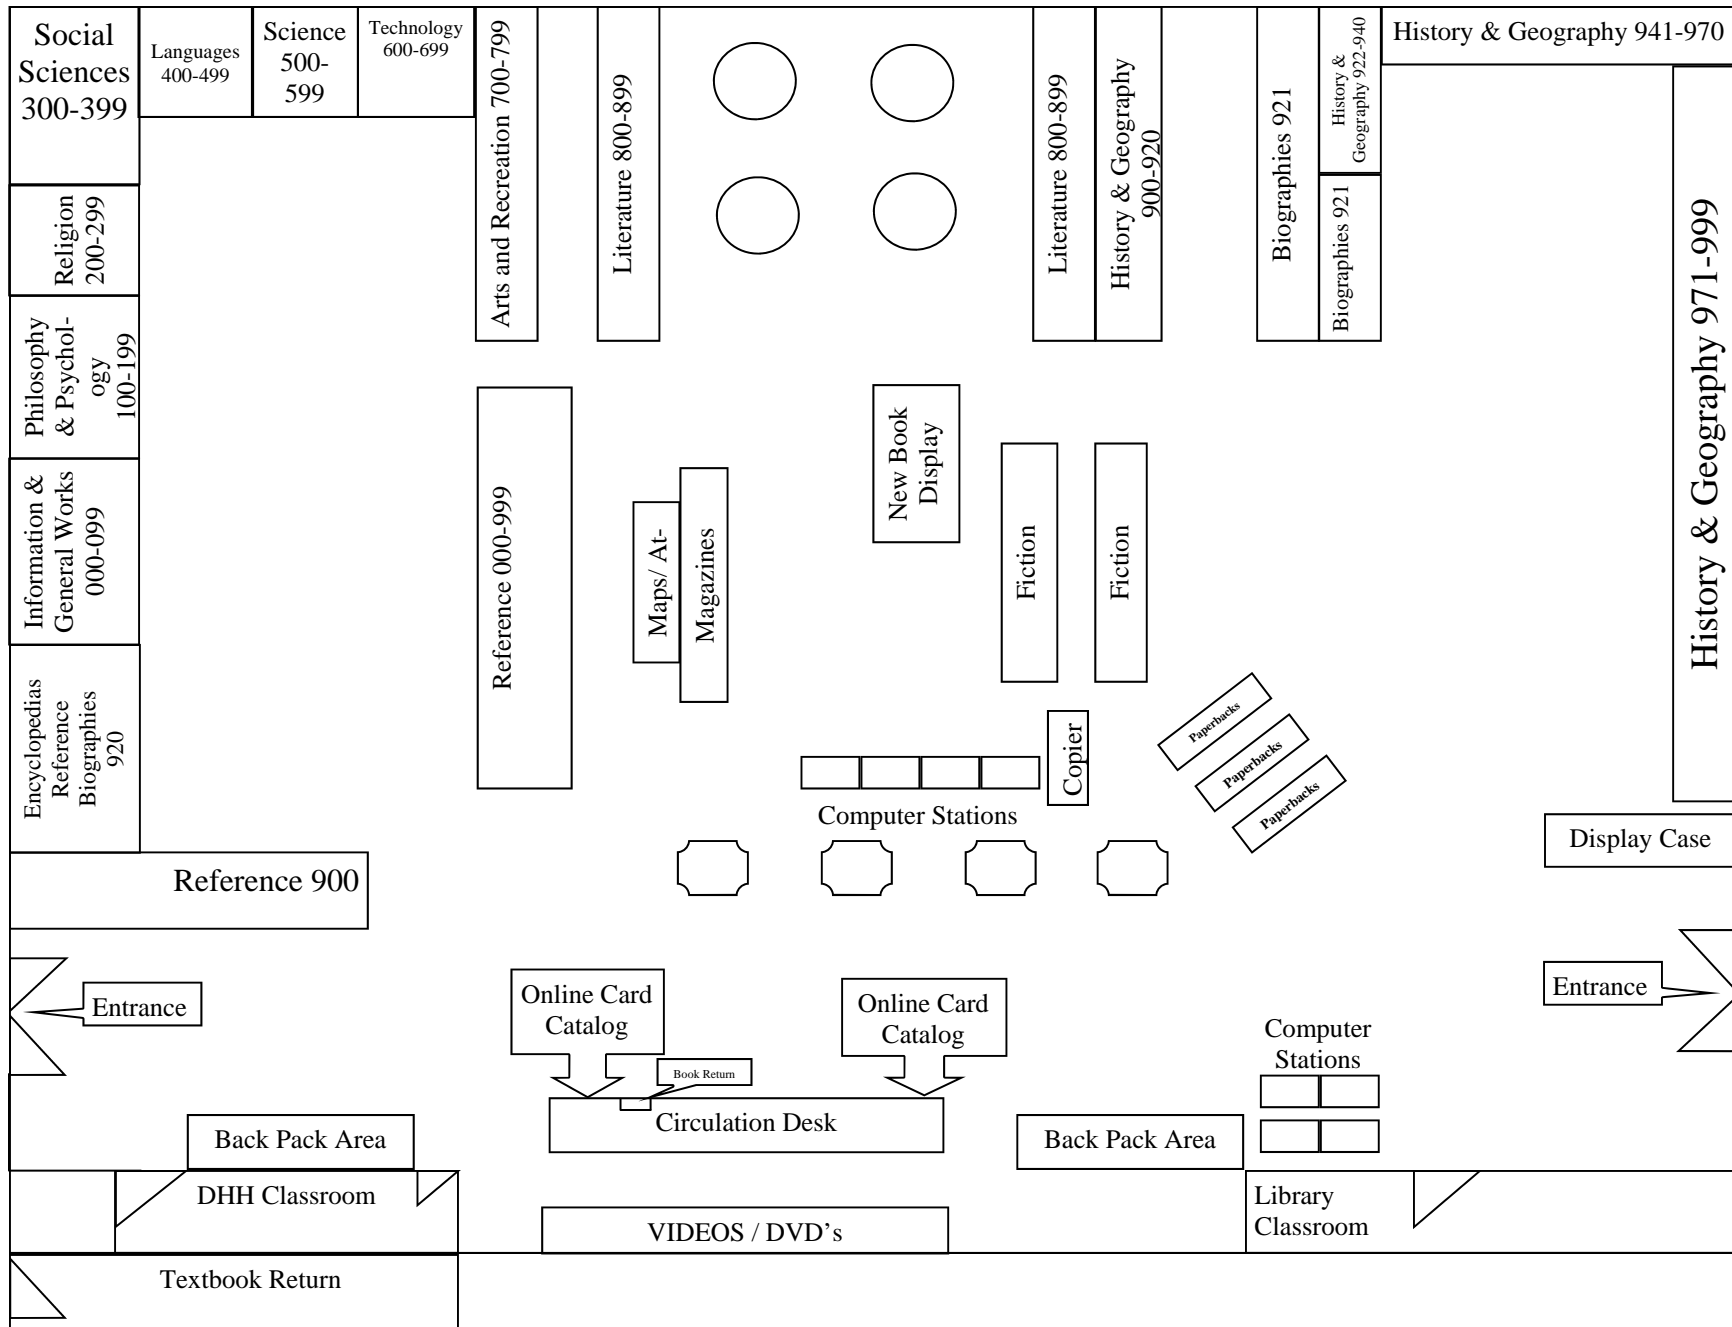 Social
Sciences
300-399
Languages
400-499
Science
500-
599
Technology
600-699
Arts and Recreation 700-799
Literature 800-899
Literature 800-899
History & Geography
900-920
Biographies 921
History &
Geography 922-940
Biographies 921
History & Geography 941-970
History & Geography 971-999
Religion
200-299
Philosophy
& Psychol-
ogy
100-199
Information &
General Works
000-099
Encyclopedias
Reference
Biographies
920
Reference 900
Reference 000-999
Maps/ At-
Magazines
New Book
Display
Fiction
Fiction
Copier
Computer Stations
Paperbacks
Paperbacks
Paperbacks
Display Case
Entrance
Online Card
Catalog
Book Return
Online Card
Catalog
Entrance
Computer
Stations
Back Pack Area
Circulation Desk
Back Pack Area
DHH Classroom
VIDEOS / DVD’s
Library
Classroom
Textbook Return